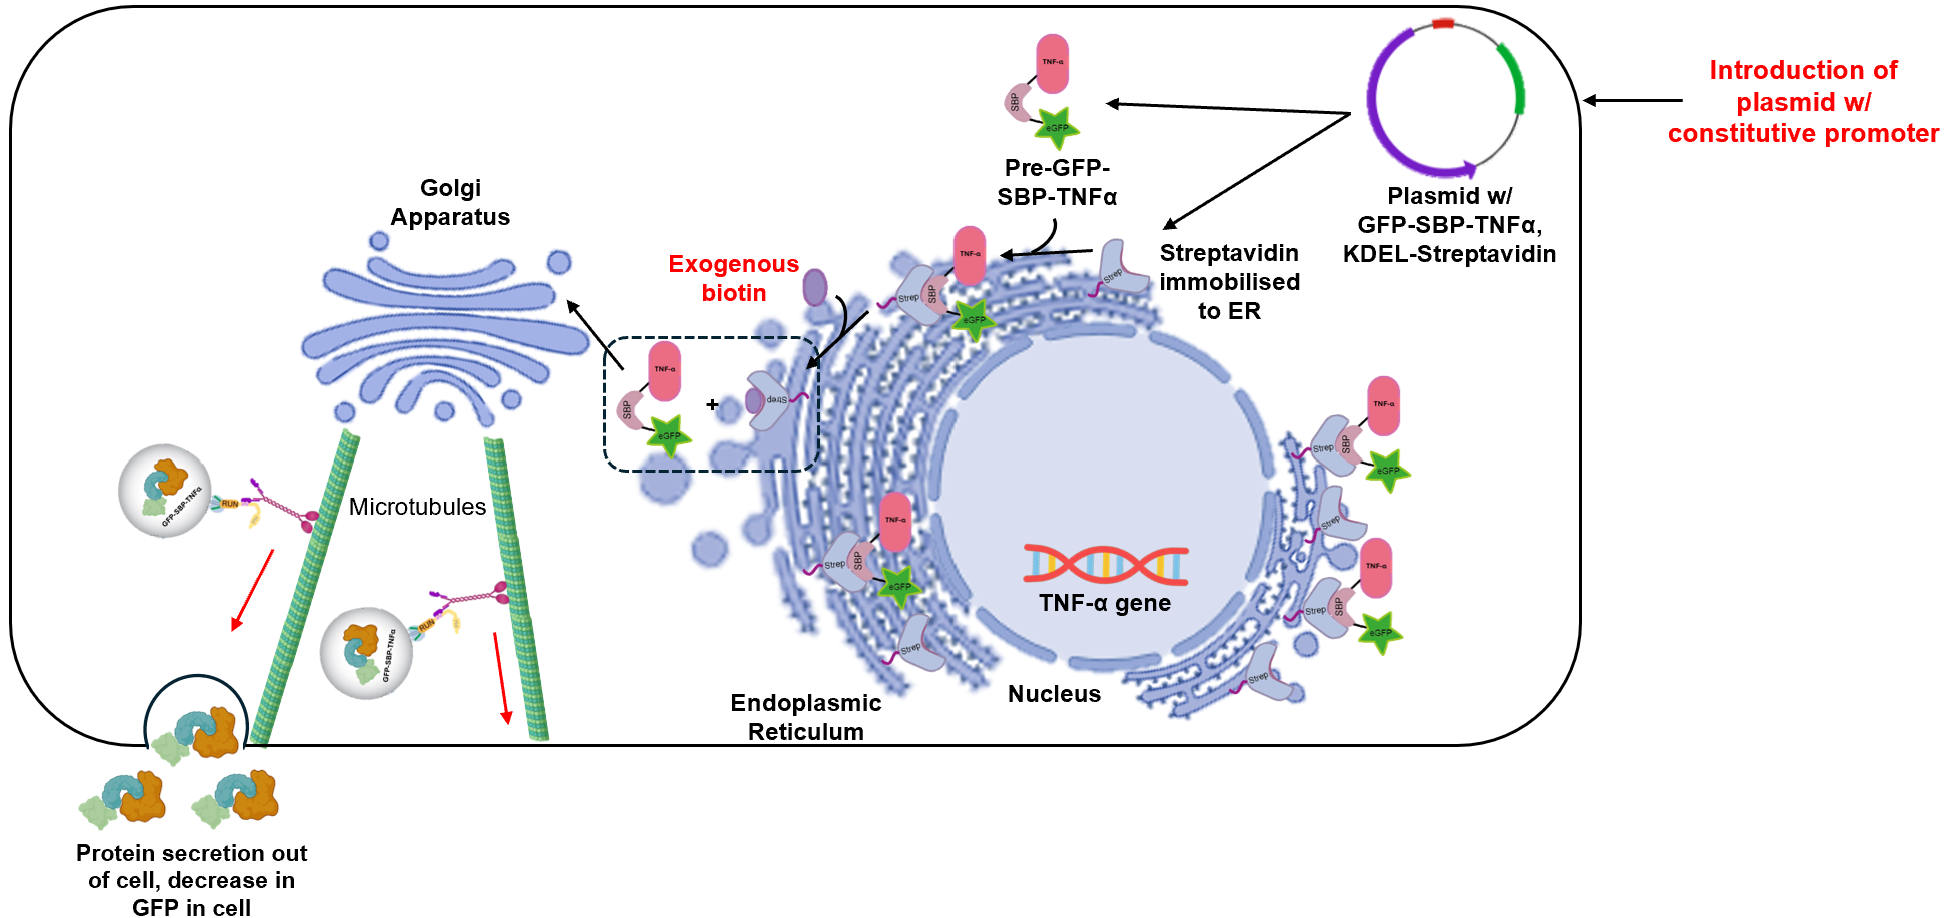 Introduction of
plasmid w/
constitutive promoter
TNF-α
SBP
eGFP
Pre-GFP-
SBP-TNFα
Plasmid w/
GFP-SBP-TNFα,
KDEL-Streptavidin
Golgi
Apparatus
Exogenous
biotin
TNF-α
Strep
SBP
eGFP
Strep
Streptavidin
immobilised
to ER
TNF-α
SBP
eGFP
+
Strep
TNF-α
Strep
SBP
eGFP
GFP-SBP-TNFα
RUN
Microtubules
Strep
TNF-α
Strep
SBP
eGFP
TNF-α
Strep
SBP
eGFP
TNF-α gene
GFP-SBP-TNFα
RUN
Strep
Strep
Endoplasmic
Reticulum
Nucleus
Protein secretion out
of cell, decrease in
GFP in cell